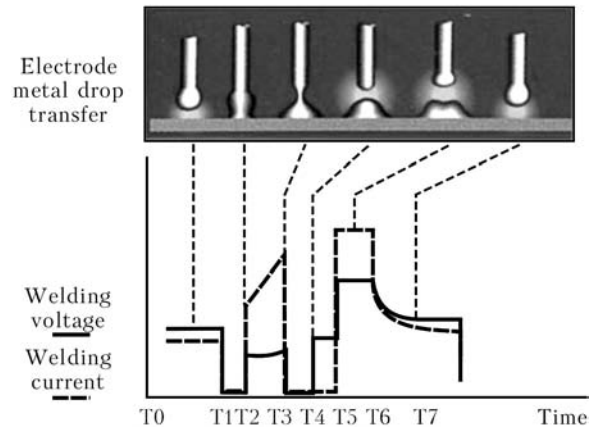 Electrode
metal drop
transfer
Welding
voltage
Welding
current
T0 T1 T2 T3 T4 T5 T6 T7 Time